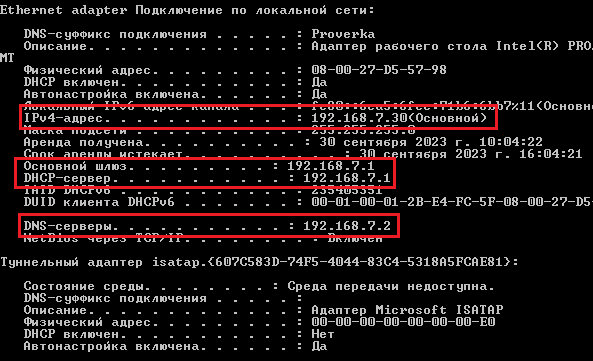 Ethernet adapter Подключение по локальной сети:
DNS-суффикс подключения . . . . . : Proverka
Описание. . . . . . . . . . . . . : Адаптер рабочего стола Intel(R) PRO
MT
Физический адрес. . . . . . . . . : 08-00-27-D5-57-98
DHCP включен. . . . . . . . . . . : Да
Автонастройка включена. . . . . . : Да
Локальный IPv6-адрес канала . . . : fe80::6ca5:6fec:71b6:6bb7%11(Основн
IPv4-адрес. . . . . . . . . . . . : 192.168.7.30(Основной)
Маска подсети . . . . . . . . . . : 255.255.255.0
Аренда получена. . . . . . . . . . : 30 сентября 2023 г. 10:04:22
Срок аренды истекает. . . . . . . . . . : 30 сентября 2023 г. 16:04:21
Основной шлюз. . . . . . . . . : 192.168.7.1
DHCP-сервер. . . . . . . . . . . : 192.168.7.1
IAID DHCPv6 . . . . . . . . . . . : 235405351
DUID клиента DHCPv6 . . . . . . . : 00-01-00-01-2B-E4-FC-5F-08-00-27-D5-
DNS-серверы. . . . . . . . . . . : 192.168.7.2
NetBios через TCP/IP. . . . . . . . : Включен
Туннельный адаптер isatap.{607C583D-74F5-4044-83C4-5318A5FCAE81}:
Состояние среды. . . . . . . . : Среда передачи недоступна.
DNS-суффикс подключения . . . . . :
Описание. . . . . . . . . . . . . : Адаптер Microsoft ISATAP
Физический адрес. . . . . . . . . : 00-00-00-00-00-00-00-E0
DHCP включен. . . . . . . . . . . : Нет
Автонастройка включена. . . . . . : Да